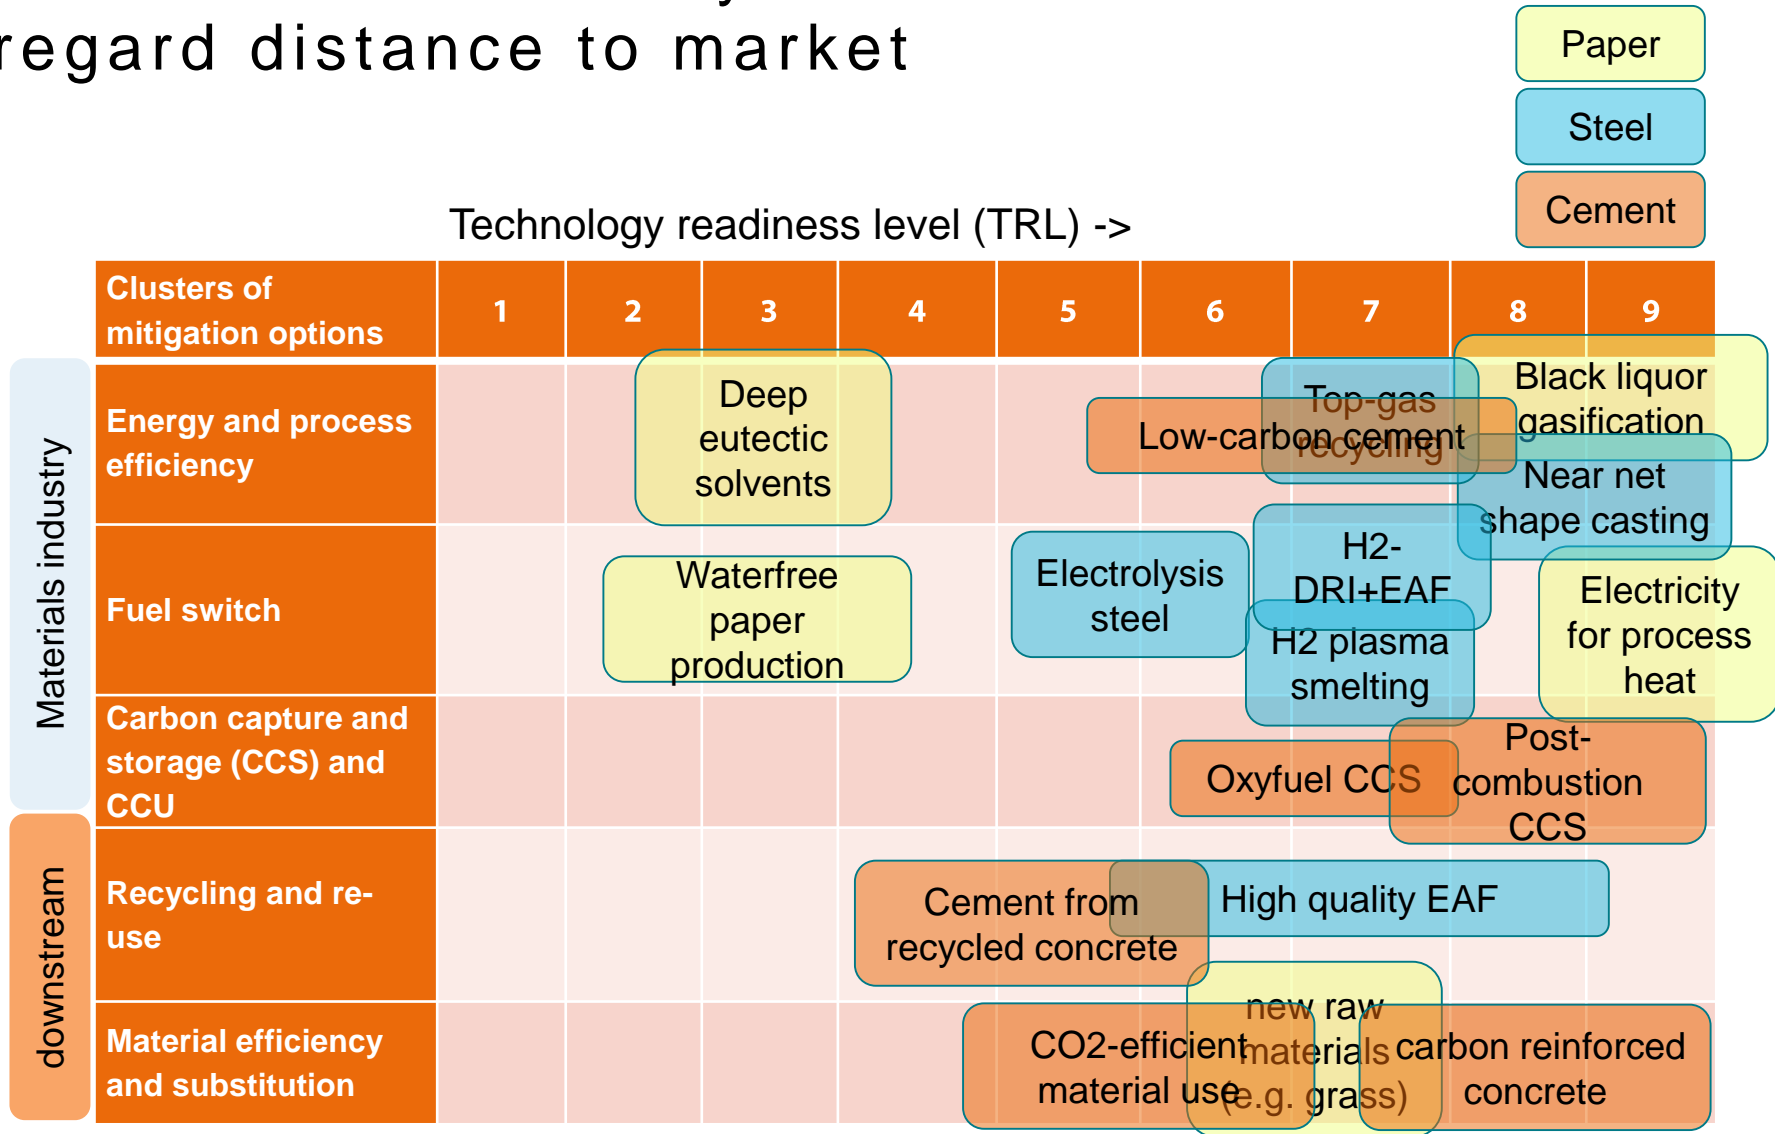 regard distance to market
Paper
Steel
Cement
Technology readiness level (TRL) ->
Clusters of
mitigation options
1
2
3
4
5
6
7
8
9
Materials industry
Energy and process
efficiency
Deep
eutectic
solvents
Top-gas
recycling
Low-carbon cement
Black liquor
gasification
Near net
shape casting
Fuel switch
Waterfree
paper
production
Electrolysis
steel
H2-
DRI+EAF
H2 plasma
smelting
Electricity
for process
heat
Carbon capture and
storage (CCS) and
CCU
Oxyfuel CCS
Post-
combustion
CCS
downstream
Recycling and re-
use
Cement from
recycled concrete
High quality EAF
Material efficiency
and substitution
CO2-efficient
material use
new raw
materials
(e.g. grass)
carbon reinforced
concrete